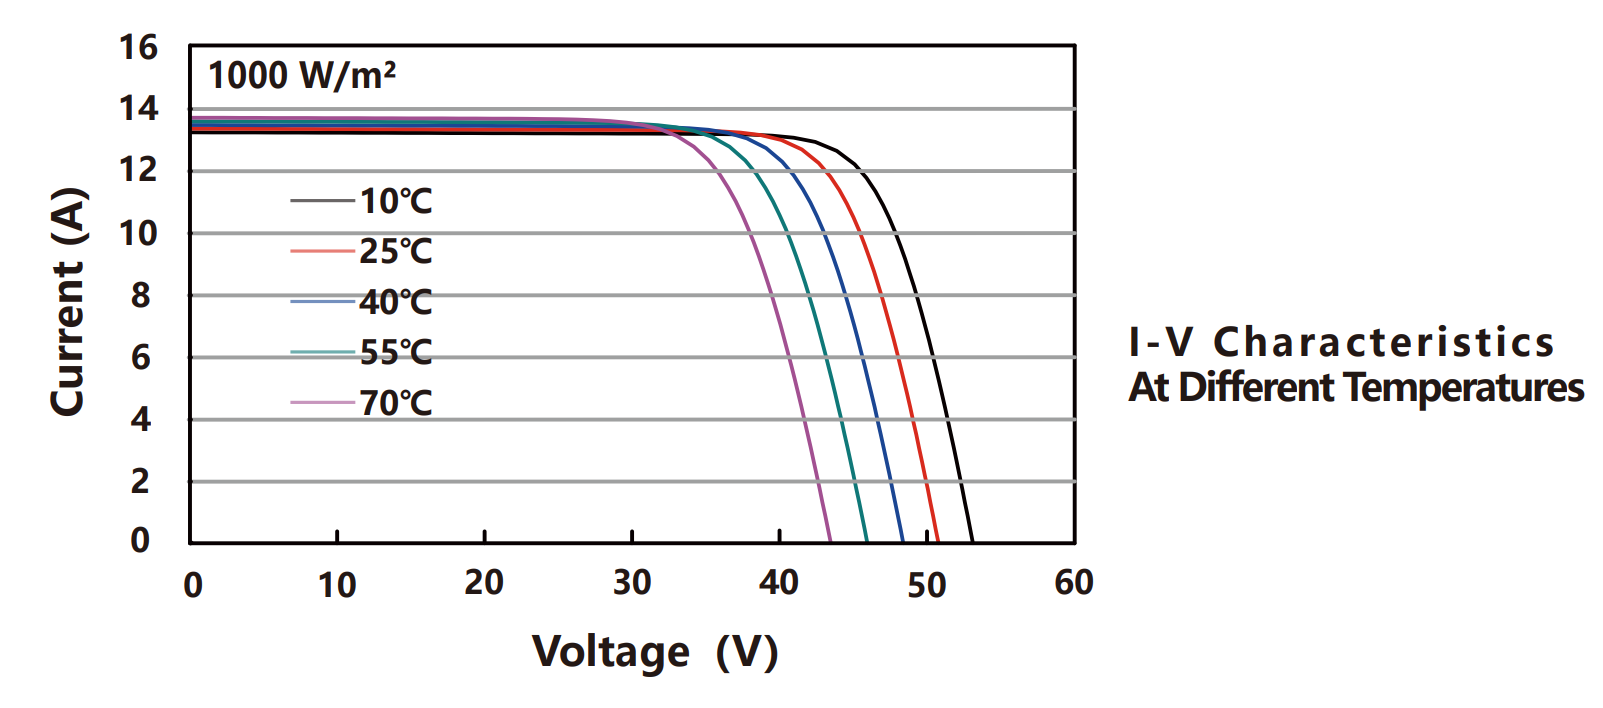 16
1000 W/m²
14
12
10℃
10
25℃
8
40℃
6
55℃
4
70℃
2
0
Current (A)
0 10 20 30 40 50 60
Voltage (V)
I-V Characteristics
At Different Temperatures